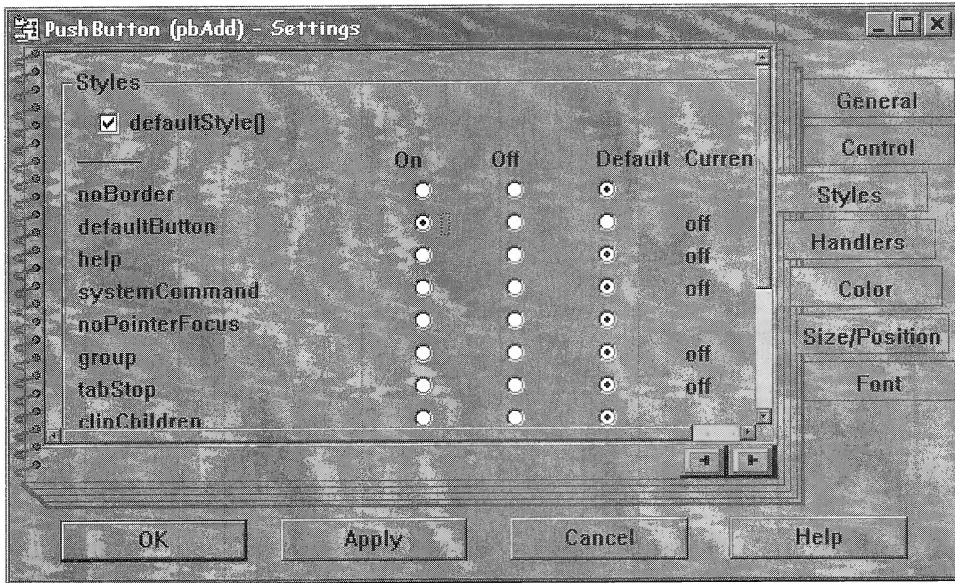 PushButton (pbAdd) - Settings
Styles
defaultStyle()
On Off Default Curren
noBorder
defaultButton off
help off
systemCommand off
noPointerFocus
group off
tabStop off
clipChildren
General
Control
Styles
Handlers
Color
Size/Position
Font
OK Apply Cancel Help